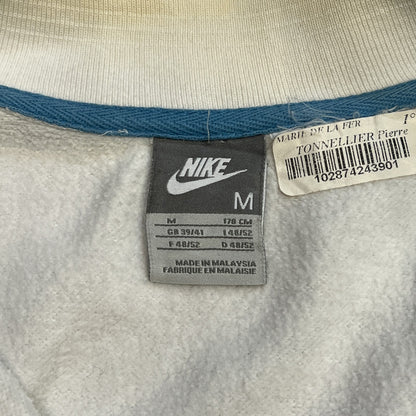 NIKE
M
M 178 CM
GB 39/41 I 48/52
F 48/52 D 48/52
MADE IN MALAYSIA
FABRIQUE EN MALAISIE
1°
MARIE DE LA FER
TONNELLIER Pierre
102874243901